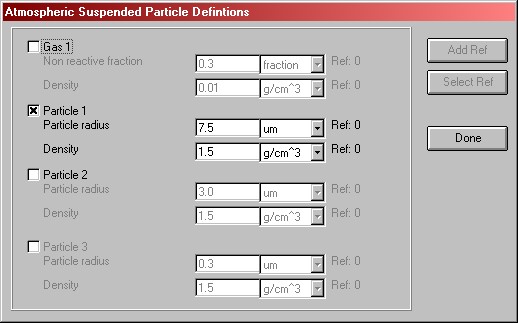 Atmospheric Suspended Particle Defintions
Gas 1
Non reactive fraction 0.3 fraction Ref: 0
Density 0.01 g/cm^3 Ref: 0
Particle 1
Particle radius 7.5 um Ref: 0
Density 1.5 g/cm^3 Ref: 0
Particle 2
Particle radius 3.0 um Ref: 0
Density 1.5 g/cm^3 Ref: 0
Particle 3
Particle radius 0.3 um Ref: 0
Density 1.5 g/cm^3 Ref: 0
Add Ref
Select Ref
Done